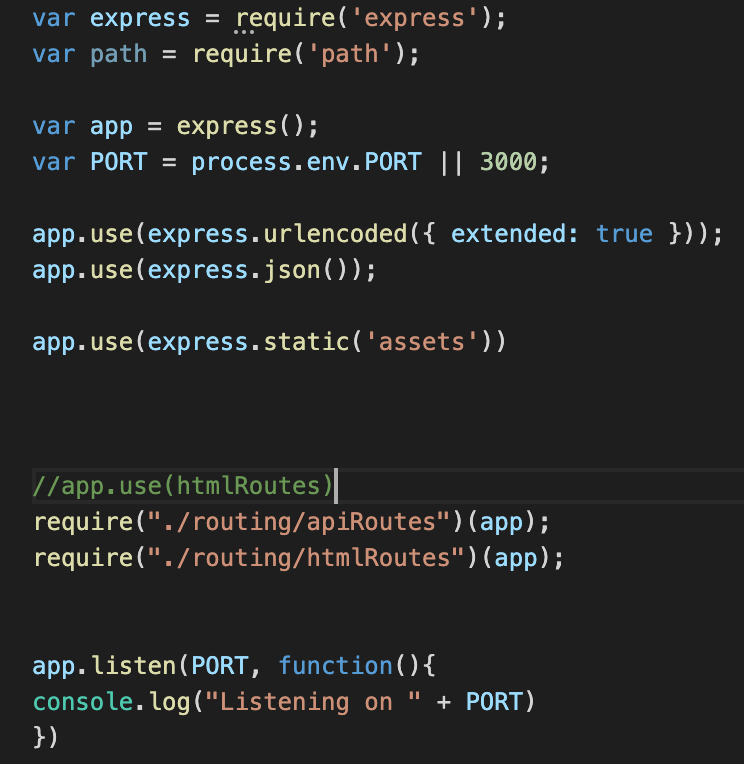 var express = require('express');
var path = require('path');
var app = express();
var PORT = process.env.PORT || 3000;
app.use(express.urlencoded({ extended: true }));
app.use(express.json());
app.use(express.static('assets'))
//app.use(htmlRoutes)
require("./routing/apiRoutes")(app);
require("./routing/htmlRoutes")(app);
app.listen(PORT, function(){
console.log("Listening on " + PORT)
})